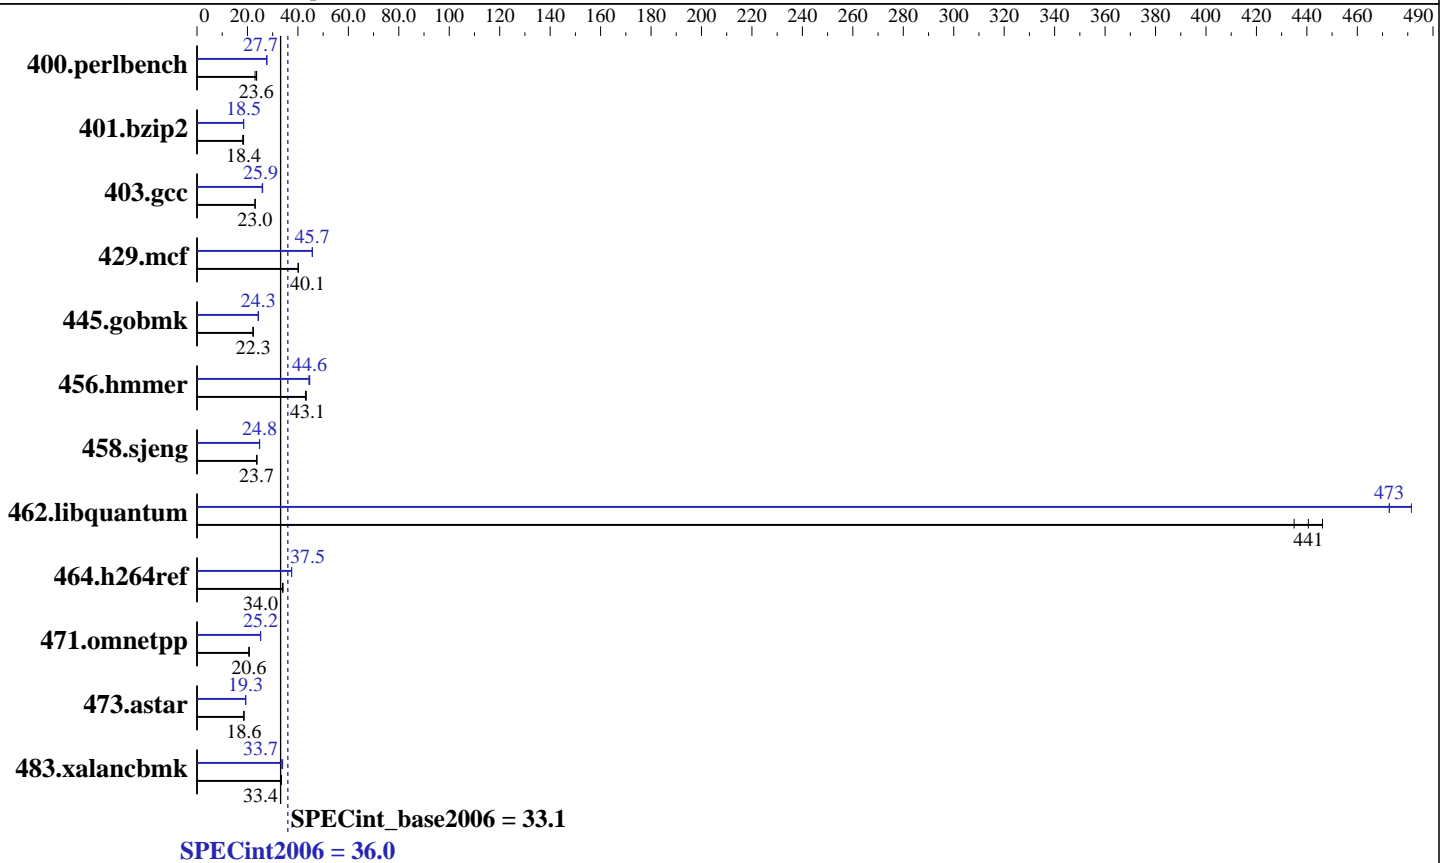 0 20.0 40.0 60.0 80.0 100 120 140 160 180 200 220 240 260 280 300 320 340 360 380 400 420 440 460 490
27.7
400.perlbench
23.6
18.5
401.bzip2
18.4
25.9
403.gcc
23.0
45.7
429.mcf
40.1
24.3
445.gobmk
22.3
44.6
456.hmmer
43.1
24.8
458.sjeng
23.7
473
462.libquantum
441
37.5
464.h264ref
34.0
25.2
471.omnetpp
20.6
19.3
473.astar
18.6
33.7
483.xalancbmk
33.4
SPECint_base2006 = 33.1
SPECint2006 = 36.0